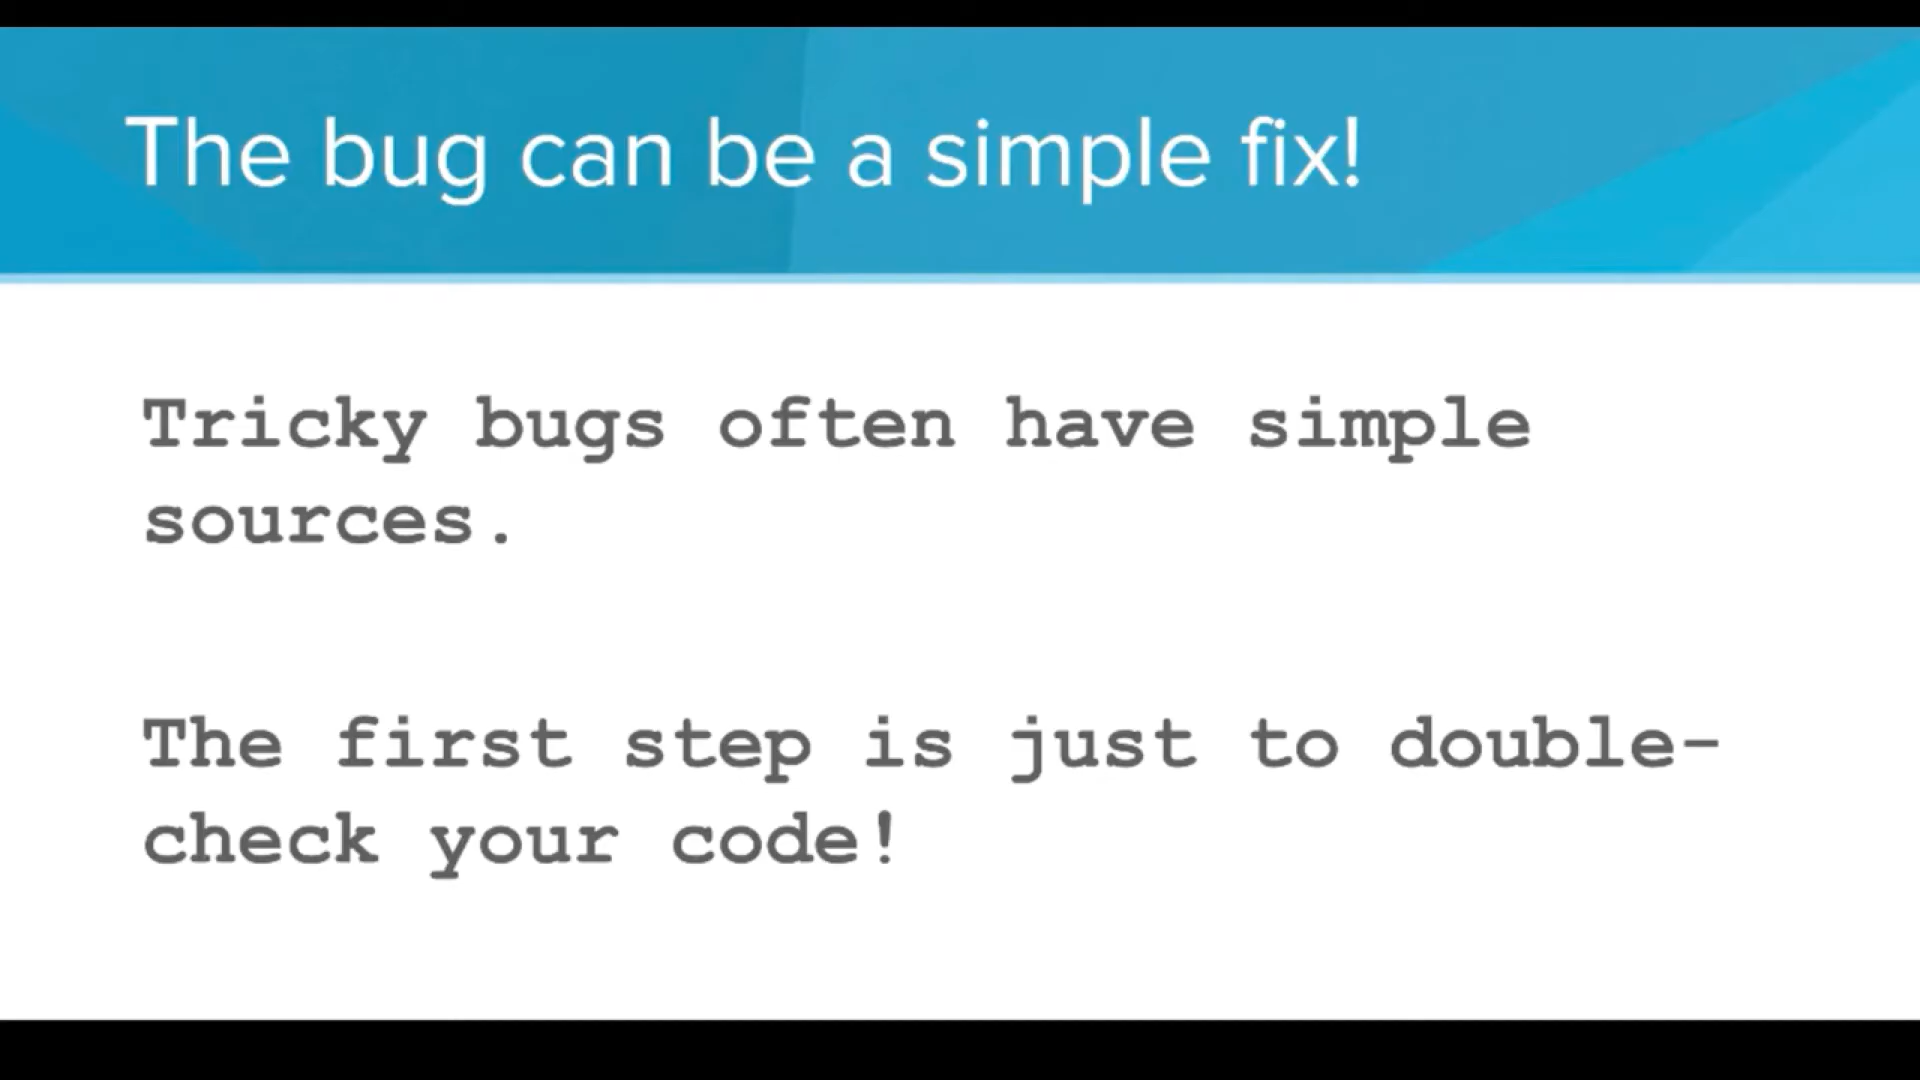 The bug can be a simple fix!
Tricky bugs often have simple
sources.
The first step is just to double-
check your code!